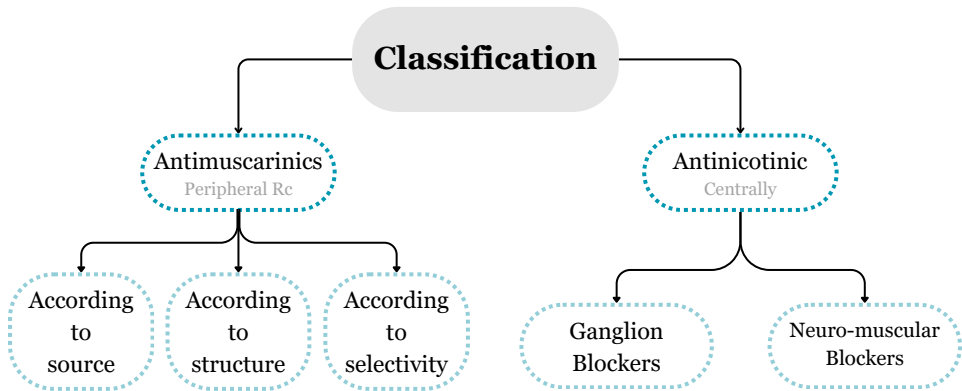 Classification
Antimuscarinics
Peripheral Rc
Antinicotinic
Centrally
According
to
source
According
to
structure
According
to
selectivity
Ganglion
Blockers
Neuro-muscular
Blockers